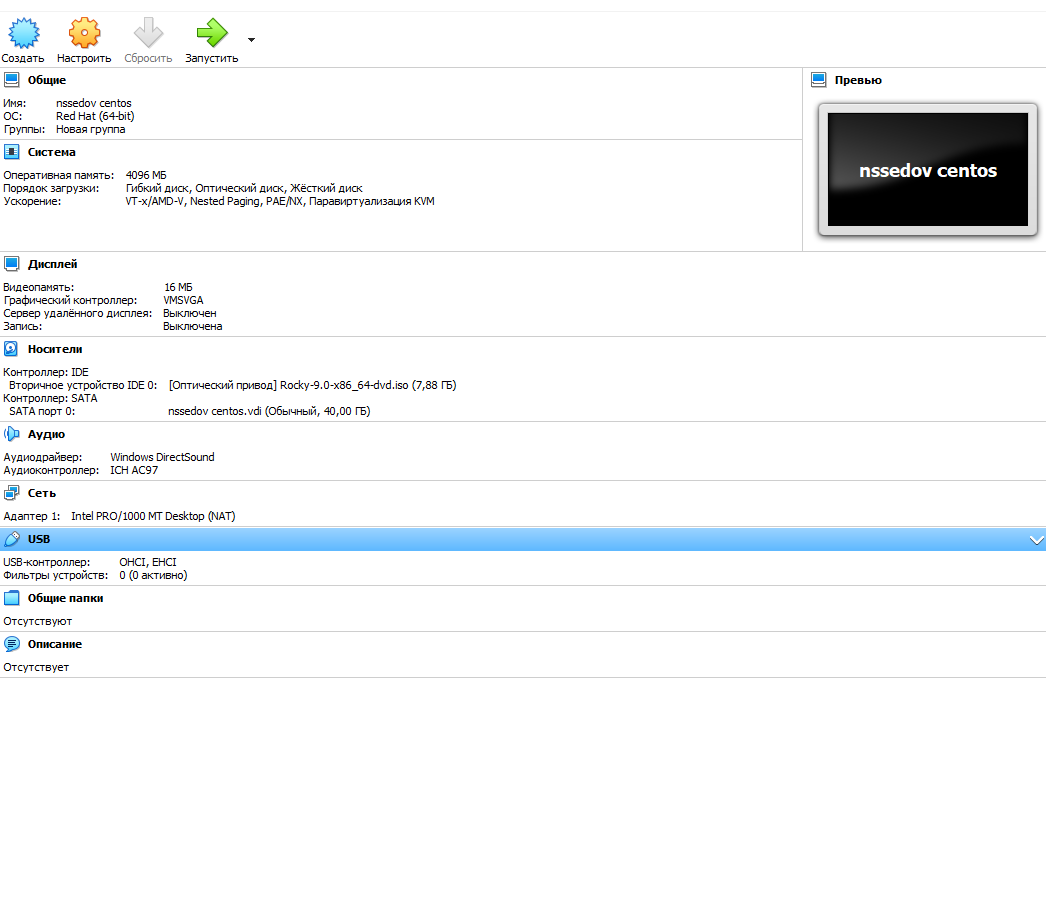 Создать Настроить Сбросить Запустить
Общие
Имя: nssedov centos
ОС: Red Hat (64-bit)
Группы: Новая группа
Система
Оперативная память: 4096 МБ
Порядок загрузки: Гибкий диск, Оптический диск, Жёсткий диск
Ускорение: VT-x/AMD-V, Nested Paging, PAE/NX, Паравиртуализация KVM
Превью
nssedov centos
Дисплей
Видеопамять: 16 МБ
Графический контроллер: VMSVGA
Сервер удалённого дисплея: Выключен
Запись: Выключена
Носители
Контроллер: IDE
Вторичное устройство IDE 0: [Оптический привод] Rocky-9.0-x86_64-dvd.iso (7,88 ГБ)
Контроллер: SATA
SATA порт 0: nssedov centos.vdi (Обычный, 40,00 ГБ)
Аудио
Аудиодрайвер: Windows DirectSound
Аудиоконтроллер: ICH AC97
Сеть
Адаптер 1: Intel PRO/1000 MT Desktop (NAT)
USB
USB-контроллер: OHCI, EHCI
Фильтры устройств: 0 (0 активно)
Общие папки
Отсутствуют
Описание
Отсутствует